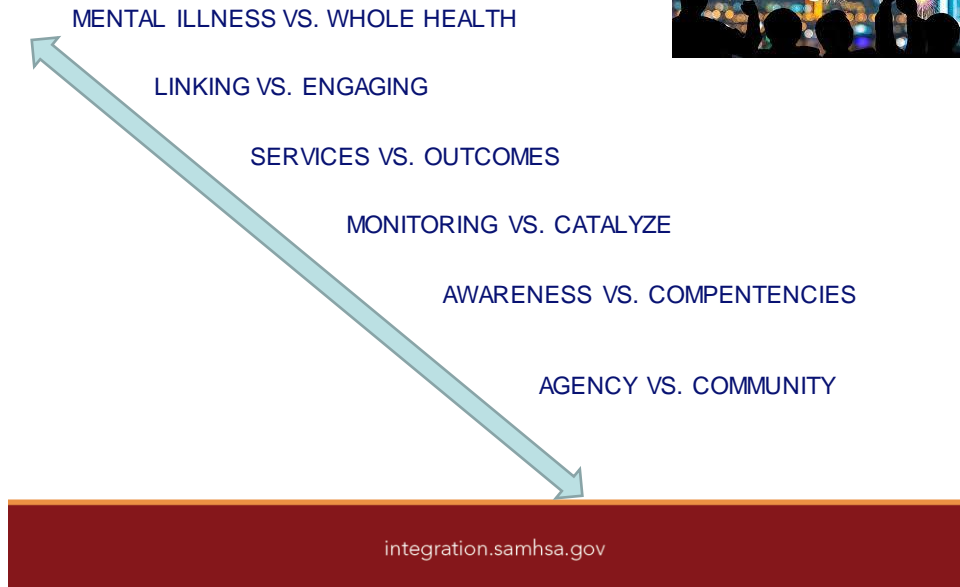 MENTAL ILLNESS VS. WHOLE HEALTH
LINKING VS. ENGAGING
SERVICES VS. OUTCOMES
MONITORING VS. CATALYZE
AWARENESS VS. COMPENTENCIES
AGENCY VS. COMMUNITY
integration.samhsa.gov